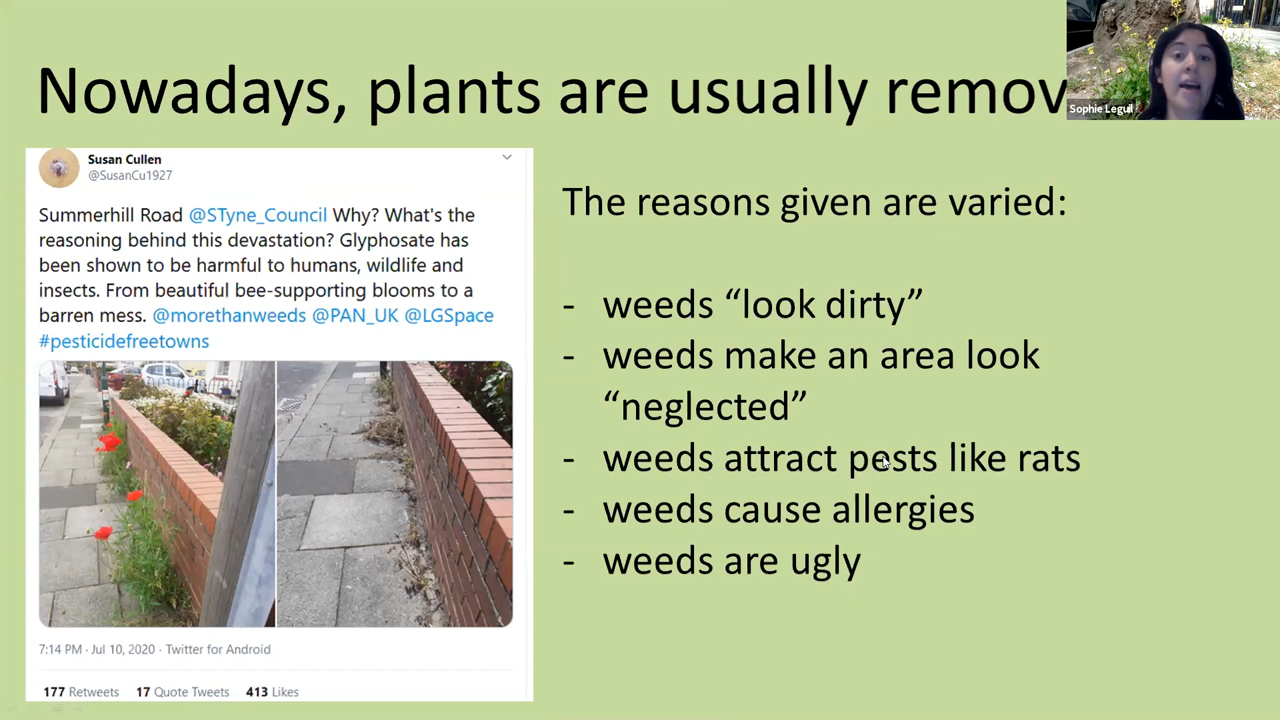 Nowadays, plants are usually remov
Sophie Leguil
Susan Cullen
@SusanCu1927
Summerhill Road @STyne_Council Why? What's the
reasoning behind this devastation? Glyphosate has
been shown to be harmful to humans, wildlife and
insects. From beautiful bee-supporting blooms to a
barren mess. @morethanweeds @PAN_UK @LGSpace
#pesticidefreetowns
7:14 PM · Jul 10, 2020 · Twitter for Android
177 Retweets 17 Quote Tweets 413 Likes
The reasons given are varied:
- weeds “look dirty”
- weeds make an area look
“neglected”
- weeds attract pests like rats
- weeds cause allergies
- weeds are ugly